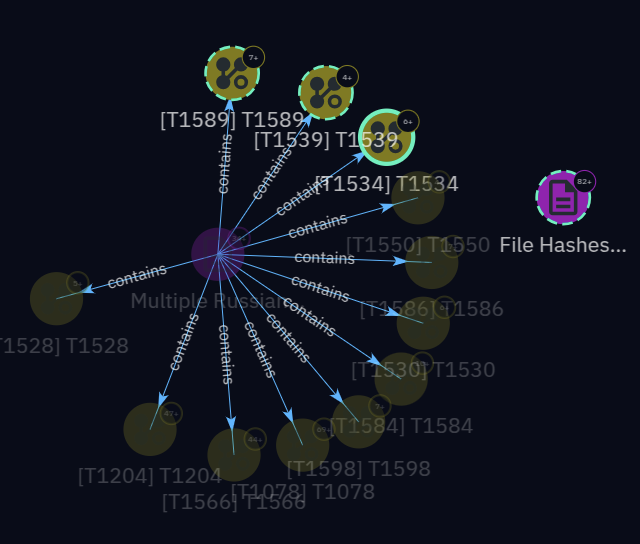 7+
4+
6+
82+
[T1589] T1589
[T1539] T1539
[T1534] T1534
[T1550] T1550
File Hashes...
Multiple Russian
[T1586] T1586
[T1528] T1528
[T1530] T1530
[T1584] T1584
[T1598] T1598
[T1204] T1204
[T1078] T1078
[T1566] T1566
contains
contains
contains
contains
contains
contains
contains
contains
contains
contains
contains
contains
47+
44+